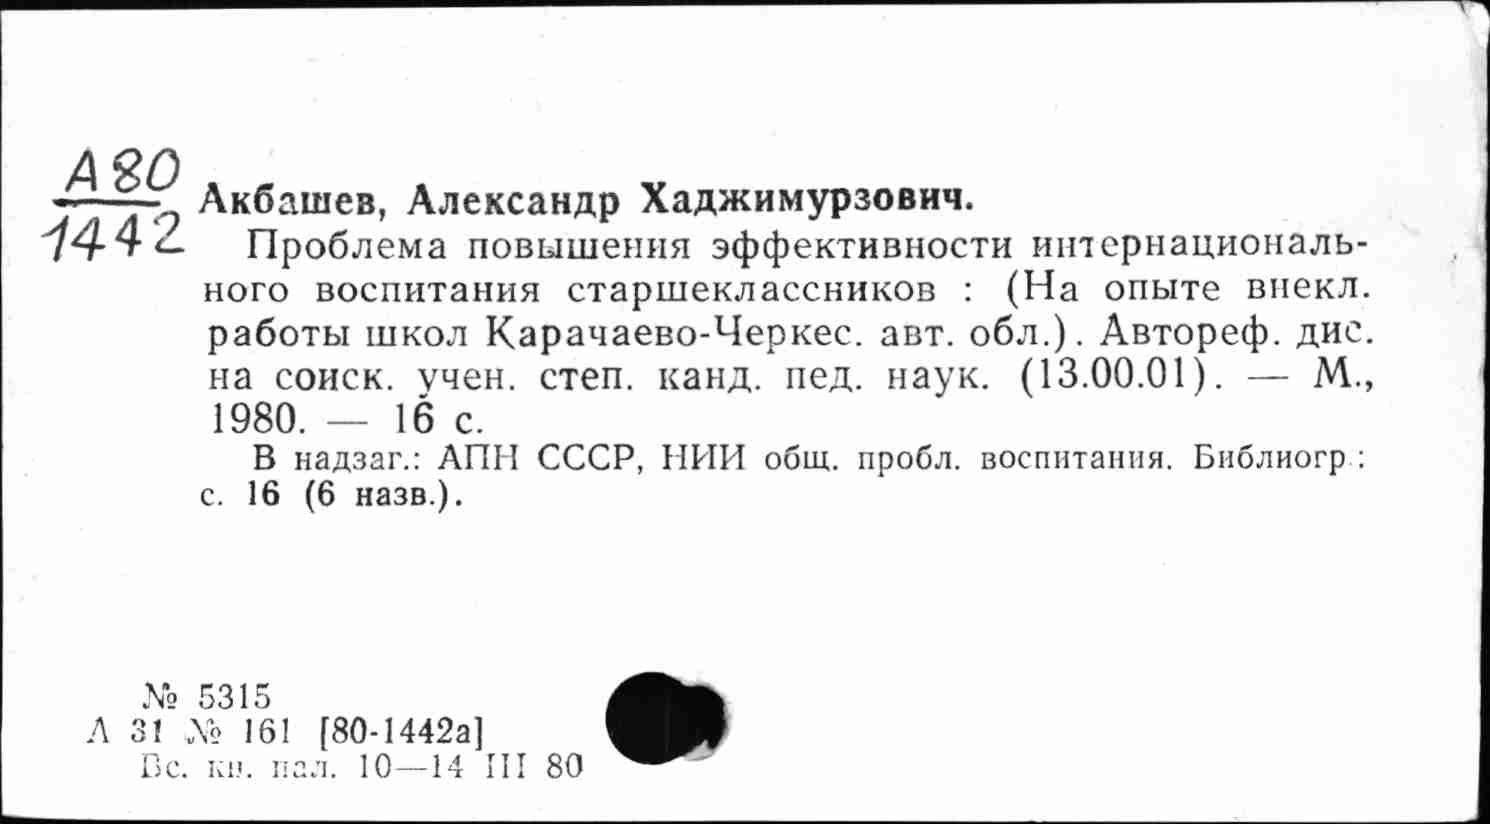 А80
1442
Акбашев, Александр Хаджимурзович.
Проблема повышения эффективности интернациональ-
ного воспитания старшеклассников : (На опыте внекл.
работы школ Карачаево-Черкес. авт. обл.). Автореф. дис.
на соиск. учен. степ. канд. пед. наук. (13.00.01). — М.,
1980. — 16 с.
В надзаг.: АПН СССР, НИИ общ. пробл. воспитания. Библиогр.:
с. 16 (6 назв.).
№ 5315
Л 31 № 161 [80-1442а]
Вс. кн. пал. 10—14 III 80